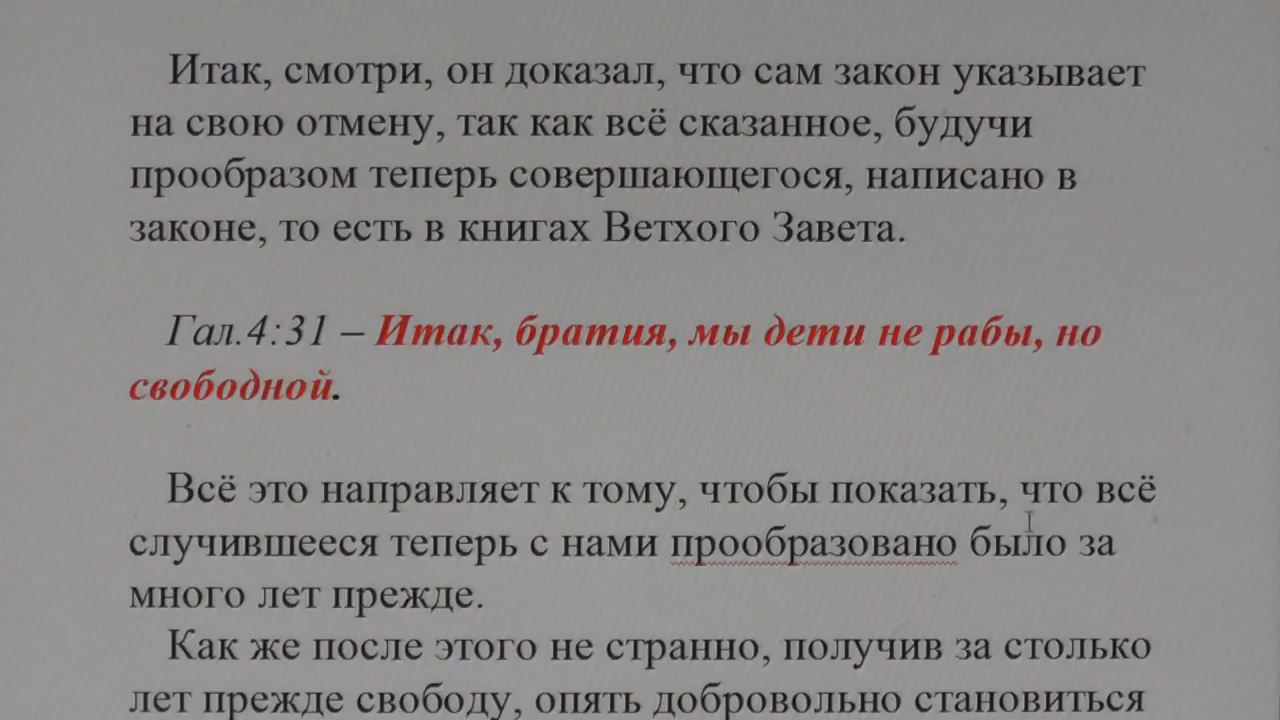 Итак, смотри, он доказал, что сам закон указывает
на свою отмену, так как всё сказанное, будучи
прообразом теперь совершающегося, написано в
законе, то есть в книгах Ветхого Завета.
Гал.4:31 – Итак, братия, мы дети не рабы, но
свободной.
Всё это направляет к тому, чтобы показать, что всё
случившееся теперь с нами прообразовано было за
много лет прежде.
Как же после этого не странно, получив за столько
лет прежде свободу, опять добровольно становиться